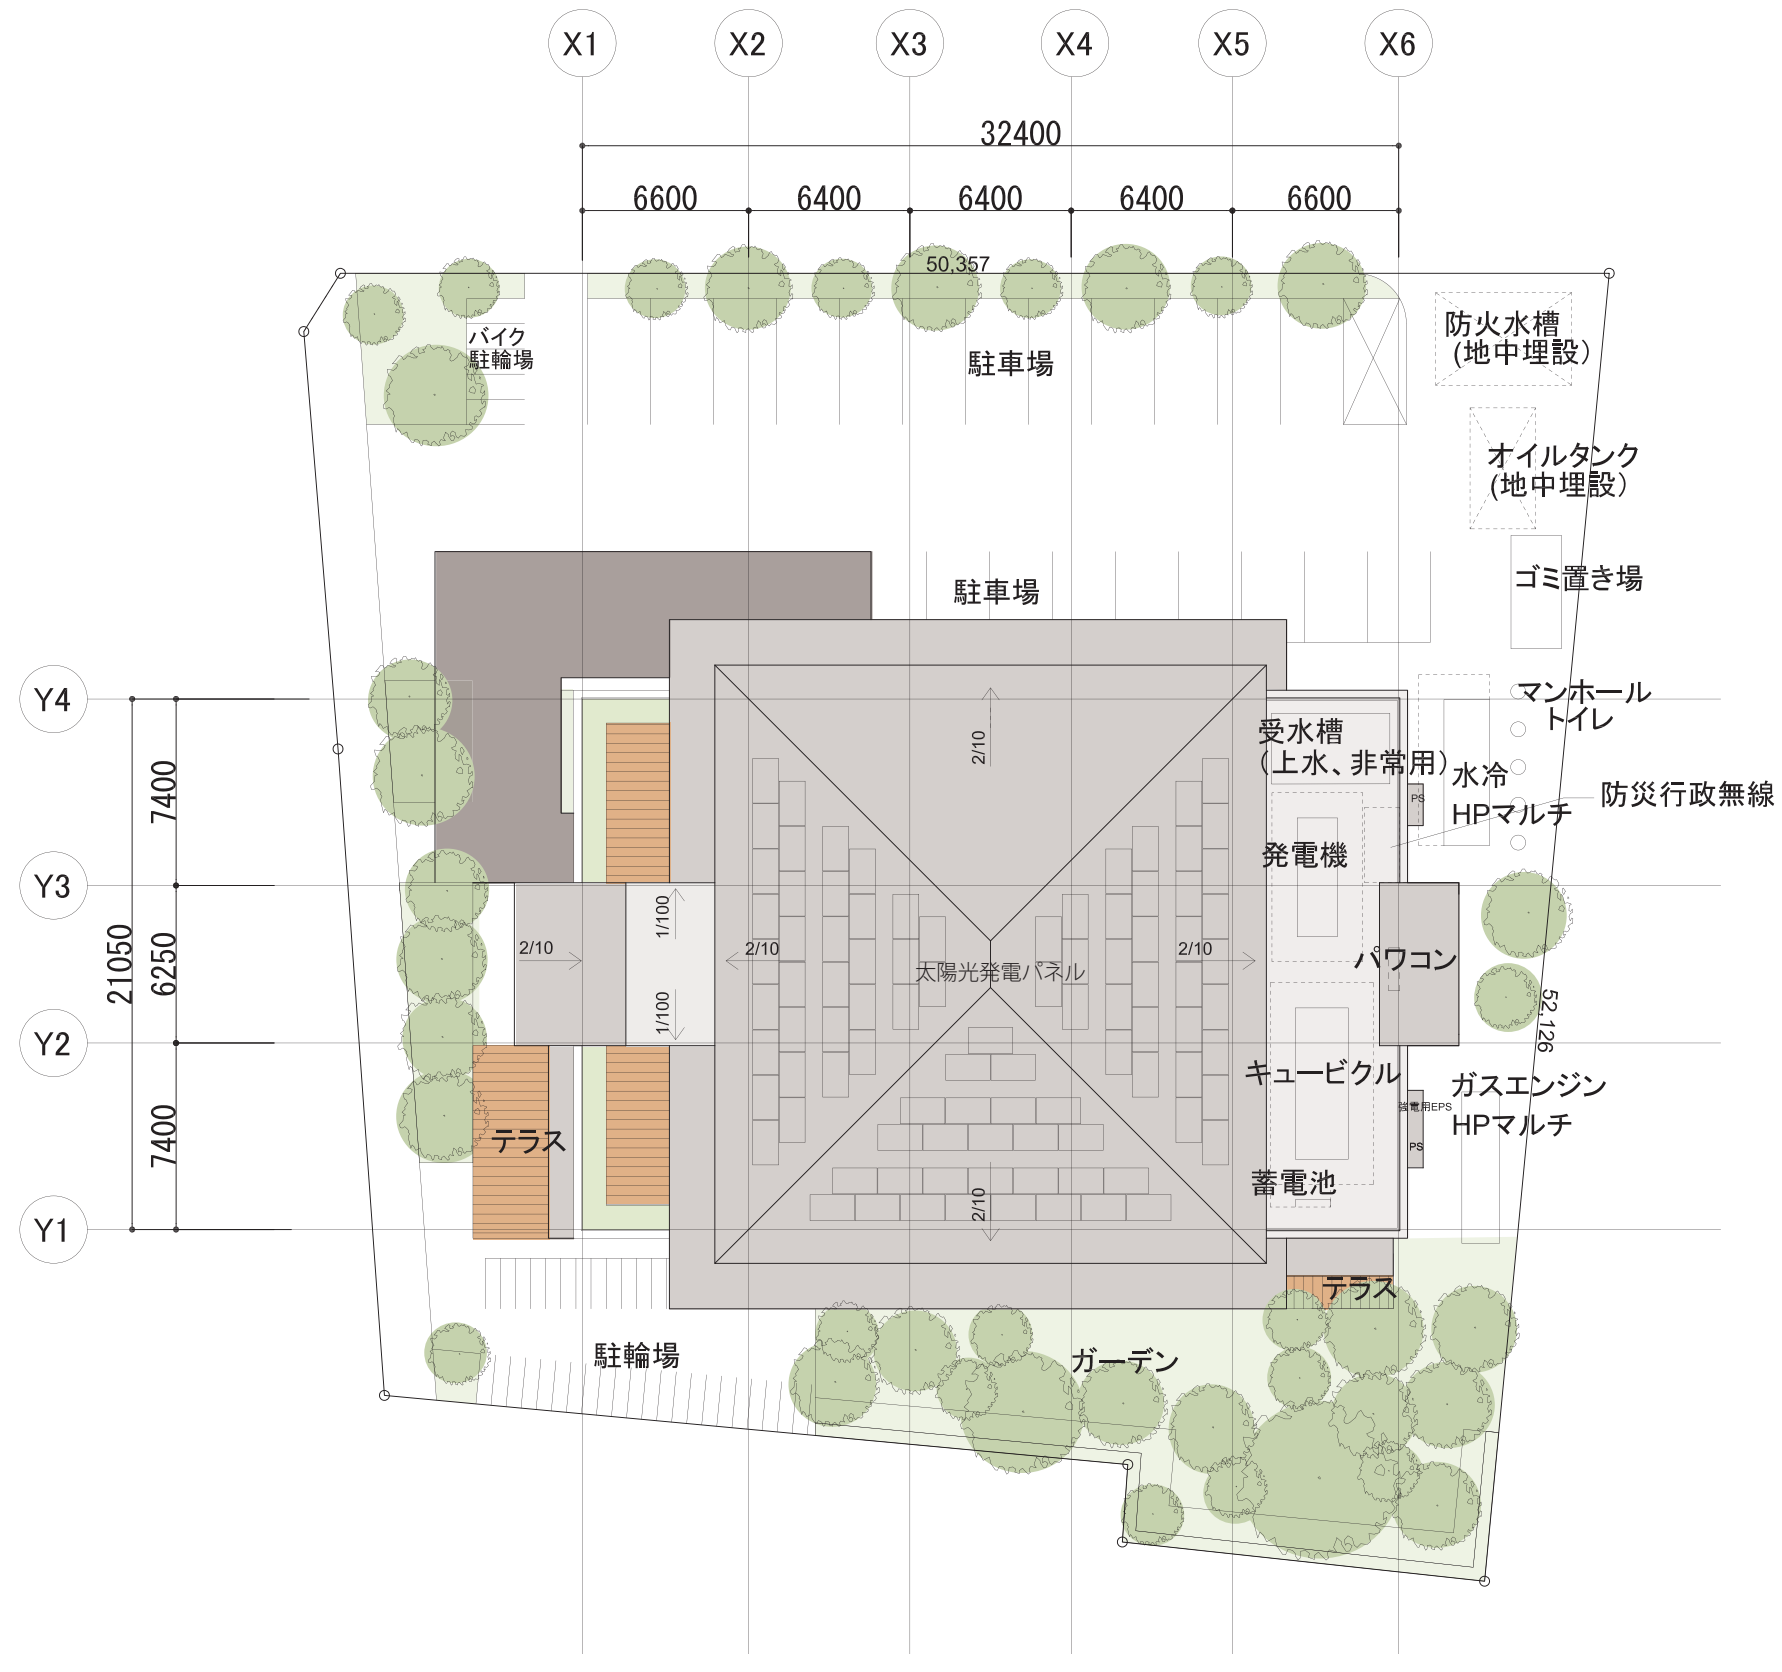 X1
X2
X3
X4
X5
X6
32400
6600
6400
6400
6400
6600
50,357
バイク
駐輪場
駐車場
防火水槽
(地中埋設)
オイルタンク
(地中埋設)
ゴミ置き場
駐車場
Y4
マンホール
トイレ
受水槽
(上水、非常用)
水冷
HPマルチ
PS
防災行政無線
2/10
7400
発電機
Y3
1/100
21050
6250
2/10
2/10
太陽光発電パネル
2/10
パワコン
1/100
52,126
Y2
キュービクル
ガスエンジン
HPマルチ
強電用EPS
PS
7400
テラス
蓄電池
2/10
Y1
テラス
駐輪場
ガーデン